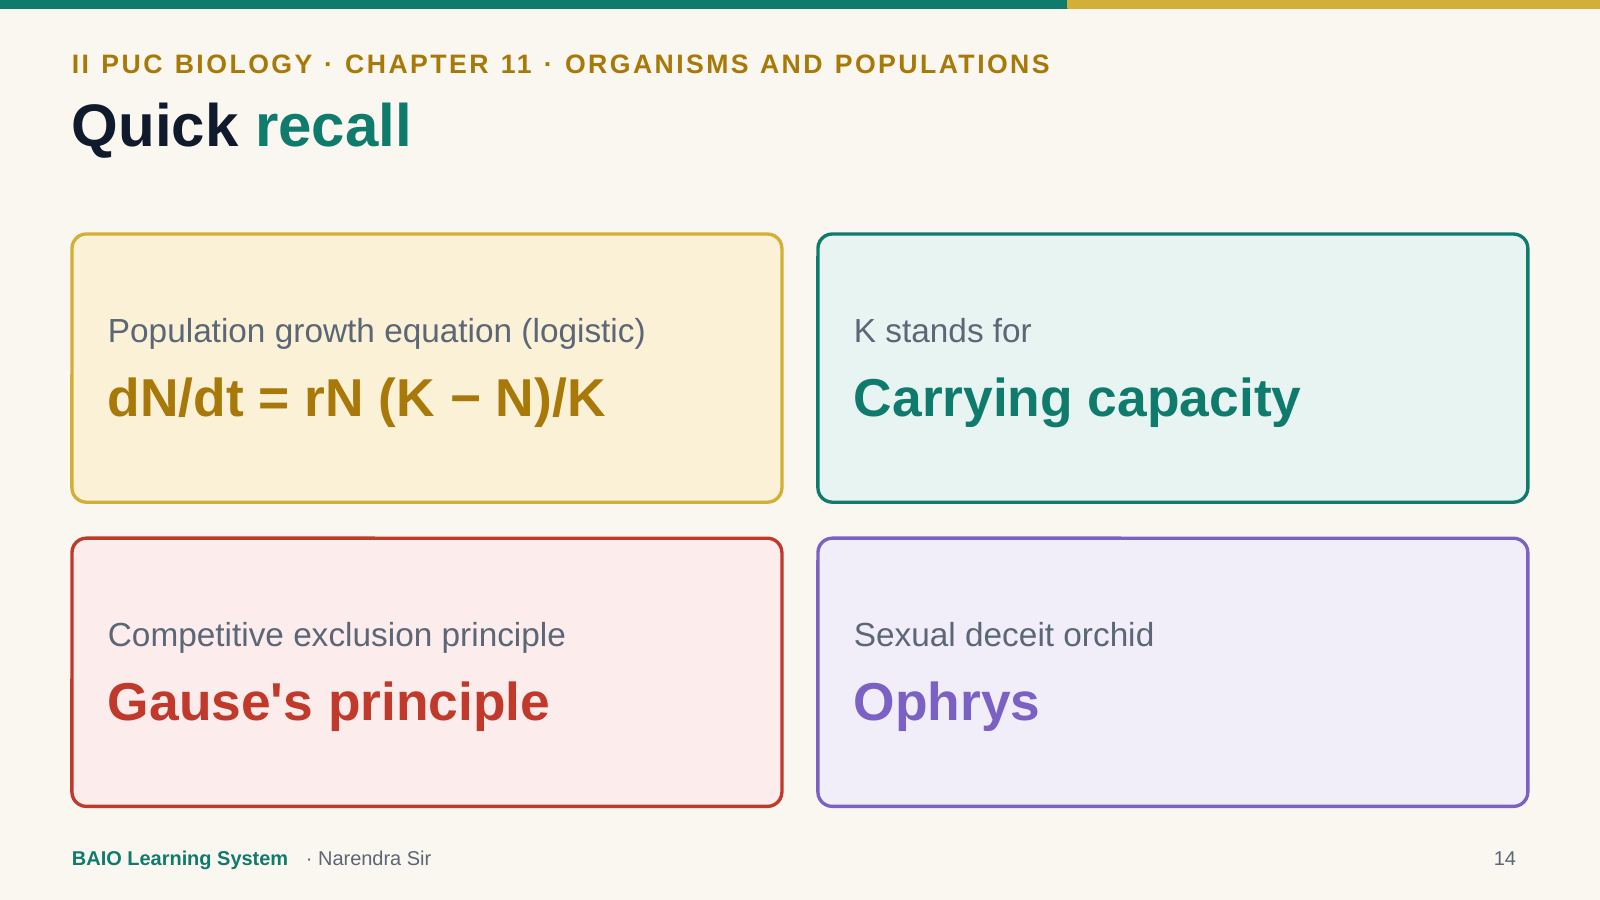 II PUC BIOLOGY · CHAPTER 11 · ORGANISMS AND POPULATIONS
Quick recall
Population growth equation (logistic)
dN/dt = rN (K − N)/K
K stands for
Carrying capacity
Competitive exclusion principle
Gause's principle
Sexual deceit orchid
Ophrys
BAIO Learning System · Narendra Sir
14